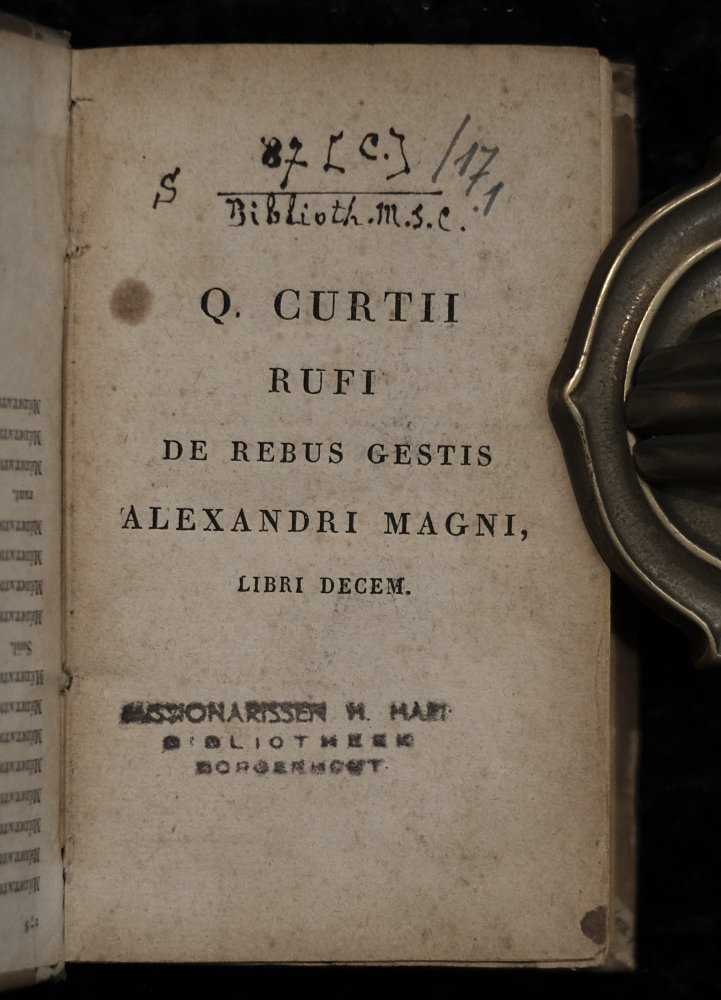 87 [C.] /17
S .1
Biblioth. M.S.C.
Q. CURTII
RUFI
DE REBUS GESTIS
ALEXANDRI MAGNI,
LIBRI DECEM.
MISSIONARISSEN H. HART
BIBLIOTHEEK
BORGERHOUT